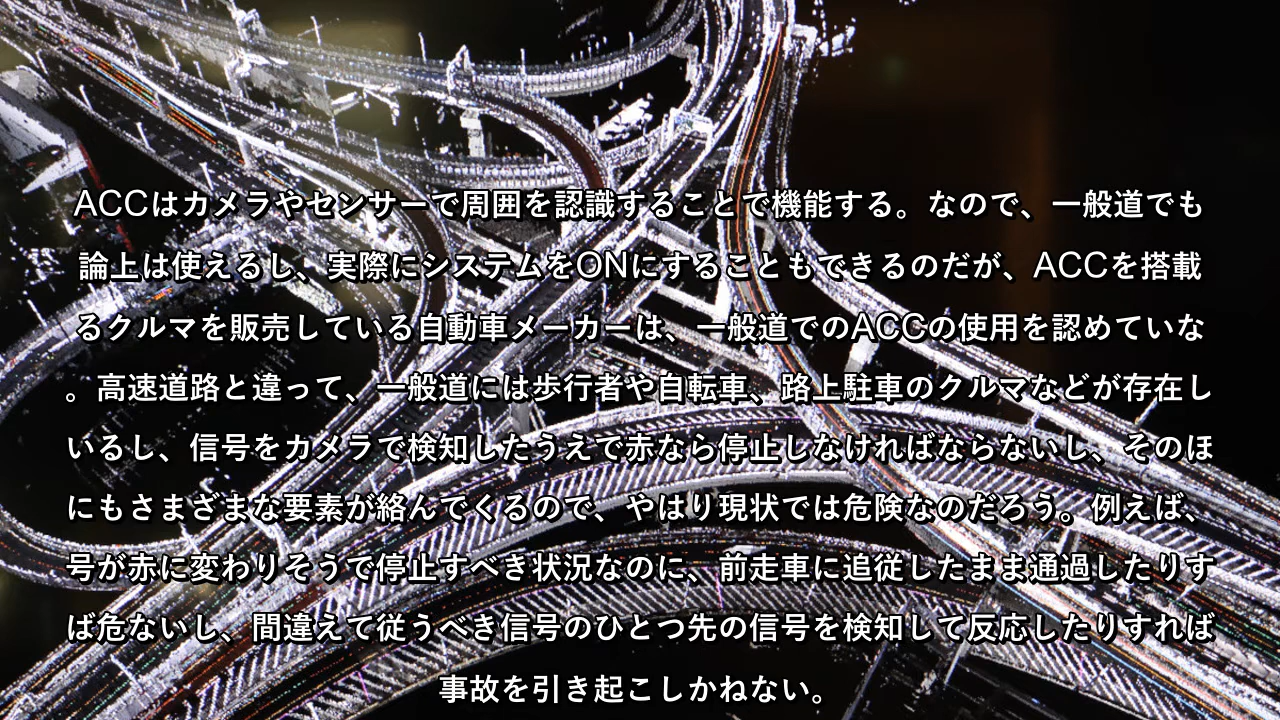 ACCはカメラやセンサーで周囲を認識することで機能する。なので、一般道でも
論上は使えるし、実際にシステムをONにすることもできるのだが、ACCを搭載
るクルマを販売している自動車メーカーは、一般道でのACCの使用を認めていな
。高速道路と違って、一般道には歩行者や自転車、路上駐車のクルマなどが存在し
いるし、信号をカメラで検知したうえで赤なら停止しなければならないし、そのほ
にもさまざまな要素が絡んでくるので、やはり現状では危険なのだろう。例えば、
号が赤に変わりそうで停止すべき状況なのに、前走車に追従したまま通過したりす
ば危ないし、間違えて従うべき信号のひとつ先の信号を検知して反応したりすれば
事故を引き起こしかねない。